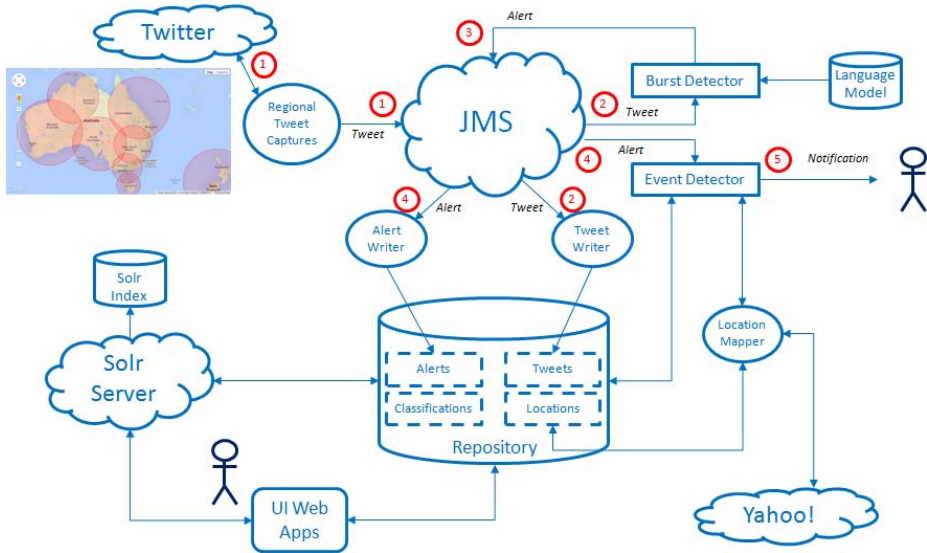 Twitter
Alert
3
1
Burst Detector
Language
Model
Regional
Tweet
Captures
1
Tweet
JMS
2
Tweet
4
Alert
Event Detector
5
Notification
4
Alert
Tweet
2
Alert
Writer
Tweet
Writer
Solr
Index
Location
Mapper
Solr
Server
Alerts
Tweets
Classifications
Locations
Repository
UI Web
Apps
Yahoo!